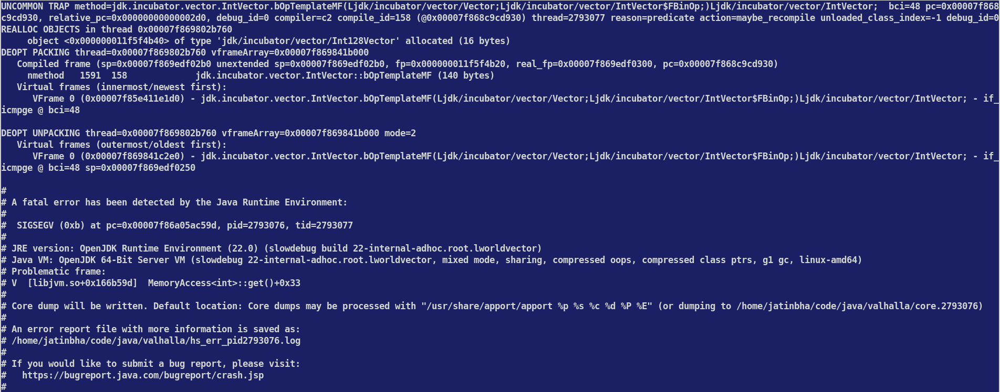 UNCOMMON TRAP method=jdk.incubator.vector.IntVector.bOpTemplateMF(Ljdk/incubator/vector/Vector;Ljdk/incubator/vector/IntVector$FBinOp;)Ljdk/incubator/vector/IntVector;  bci=48 pc=0x00007f868
c9cd930, relative_pc=0x00000000000002d0, debug_id=0 compiler=c2 compile_id=158 (@0x00007f868c9cd930) thread=2793077 reason=predicate action=maybe_recompile unloaded_class_index=-1 debug_id=0
REALLOC OBJECTS in thread 0x00007f869802b760
     object <0x000000011f5f4b40> of type 'jdk/incubator/vector/Int128Vector' allocated (16 bytes)
DEOPT PACKING thread=0x00007f869802b760 vframeArray=0x00007f869841b000
   Compiled frame (sp=0x00007f869edf02b0 unextended sp=0x00007f869edf02b0, fp=0x000000011f5f4b20, real_fp=0x00007f869edf0300, pc=0x00007f868c9cd930)
     nmethod   1591  158             jdk.incubator.vector.IntVector::bOpTemplateMF (140 bytes)
   Virtual frames (innermost/newest first):
      VFrame 0 (0x00007f85e411e1d0) - jdk.incubator.vector.IntVector.bOpTemplateMF(Ljdk/incubator/vector/Vector;Ljdk/incubator/vector/IntVector$FBinOp;)Ljdk/incubator/vector/IntVector; - if_
icmpge @ bci=48

DEOPT UNPACKING thread=0x00007f869802b760 vframeArray=0x00007f869841b000 mode=2
   Virtual frames (outermost/oldest first):
      VFrame 0 (0x00007f869841c2e0) - jdk.incubator.vector.IntVector.bOpTemplateMF(Ljdk/incubator/vector/Vector;Ljdk/incubator/vector/IntVector$FBinOp;)Ljdk/incubator/vector/IntVector; - if_
icmpge @ bci=48 sp=0x00007f869edf0250

#
# A fatal error has been detected by the Java Runtime Environment:
#
#  SIGSEGV (0xb) at pc=0x00007f86a05ac59d, pid=2793076, tid=2793077
#
# JRE version: OpenJDK Runtime Environment (22.0) (slowdebug build 22-internal-adhoc.root.lworldvector)
# Java VM: OpenJDK 64-Bit Server VM (slowdebug 22-internal-adhoc.root.lworldvector, mixed mode, sharing, compressed oops, compressed class ptrs, g1 gc, linux-amd64)
# Problematic frame:
# V  [libjvm.so+0x166b59d]  MemoryAccess<int>::get()+0x33
#
# Core dump will be written. Default location: Core dumps may be processed with "/usr/share/apport/apport %p %s %c %d %P %E" (or dumping to /home/jatinbha/code/java/valhalla/core.2793076)
#
# An error report file with more information is saved as:
# /home/jatinbha/code/java/valhalla/hs_err_pid2793076.log
#
# If you would like to submit a bug report, please visit:
#   https://bugreport.java.com/bugreport/crash.jsp
#